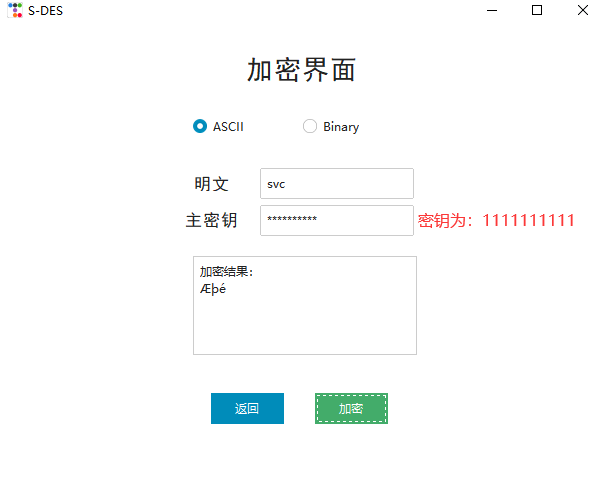 S-DES
加密界面
ASCII Binary
明文 svc
主密钥 ********** 密钥为：1111111111
加密结果：
Æþé
返回 加密